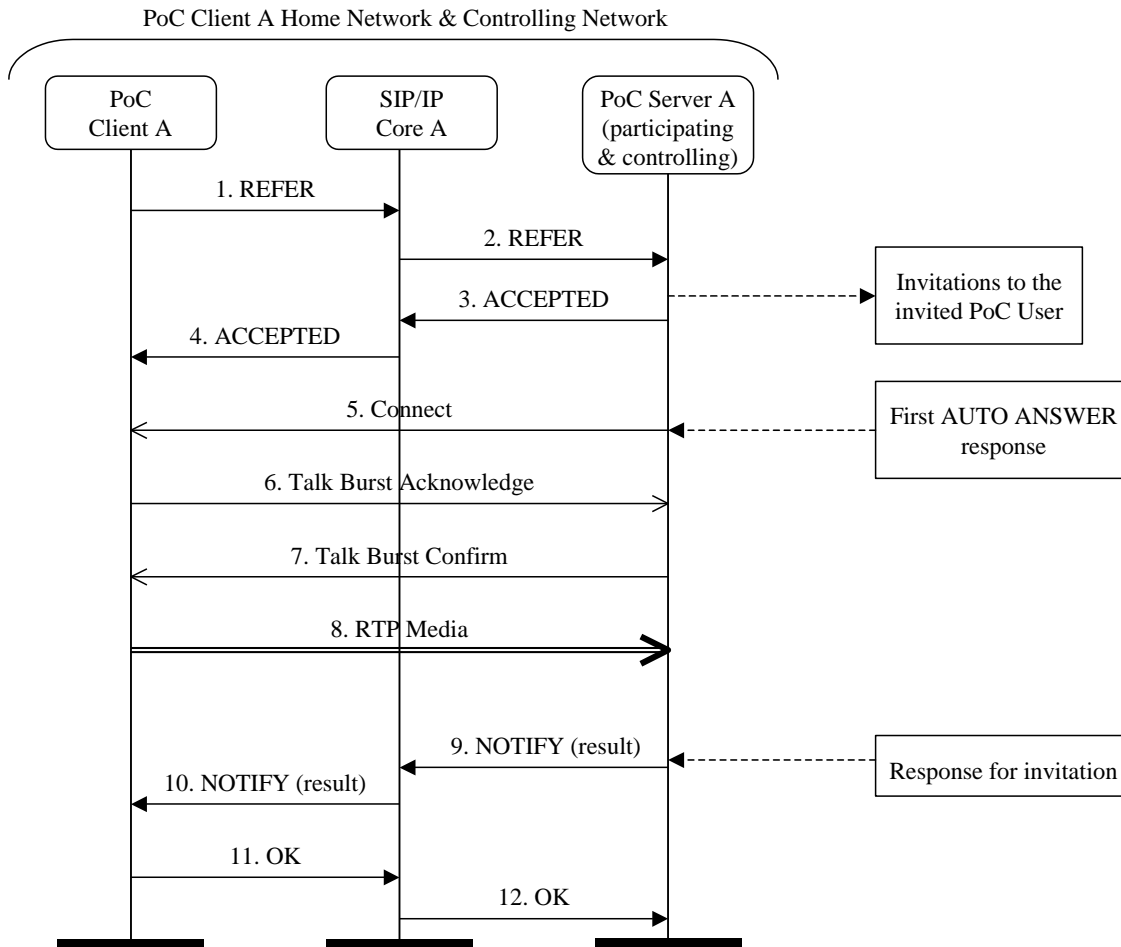 PoC Client A Home Network & Controlling Network
PoC
Client A
SIP/IP
Core A
PoC Server A
(participating
& controlling)
1. REFER
2. REFER
Invitations to the
invited PoC User
3. ACCEPTED
4. ACCEPTED
5. Connect
First AUTO ANSWER
response
6. Talk Burst Acknowledge
7. Talk Burst Confirm
8. RTP Media
9. NOTIFY (result)
Response for invitation
10. NOTIFY (result)
11. OK
12. OK